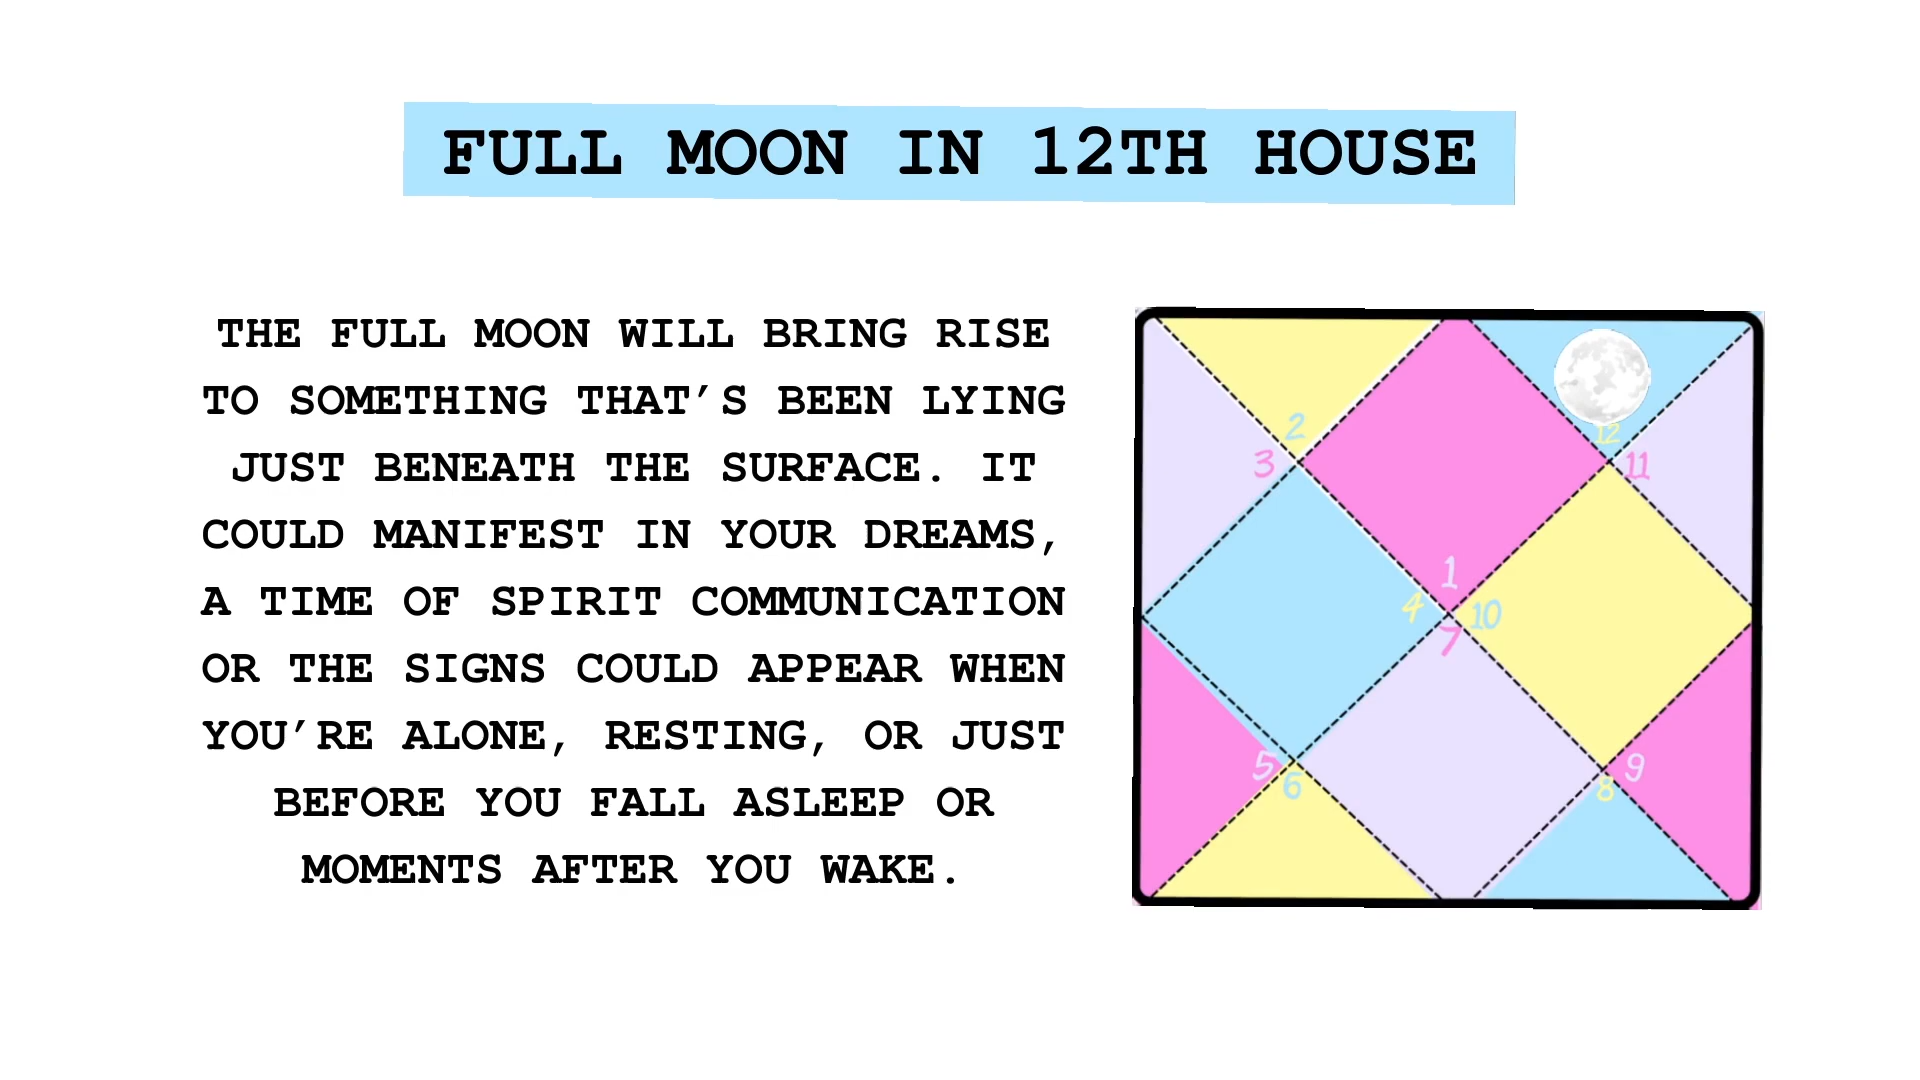 FULL MOON IN 12TH HOUSE
THE FULL MOON WILL BRING RISE
TO SOMETHING THAT'S BEEN LYING
JUST BENEATH THE SURFACE. IT
COULD MANIFEST IN YOUR DREAMS,
A TIME OF SPIRIT COMMUNICATION
OR THE SIGNS COULD APPEAR WHEN
YOU'RE ALONE, RESTING, OR JUST
BEFORE YOU FALL ASLEEP OR
MOMENTS AFTER YOU WAKE.
2
12
3
11
1
4
10
7
5
9
6
8